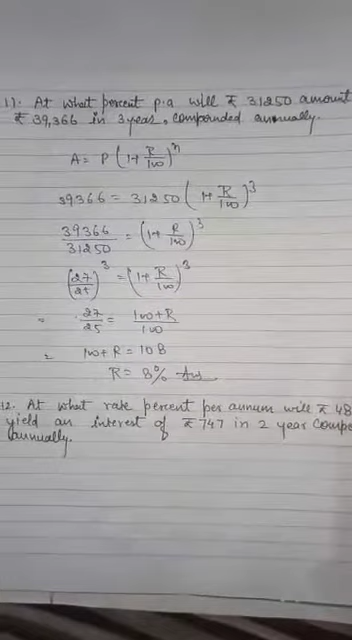 11. At what percent p.a will ₹ 31250 amount
₹ 39,366 in 3 years, compounded annually.
A = P (1+R/100)^n
39366 = 31250 (1+R/100)^3
39366/31250 = (1+R/100)^3
(27/25)^3 = (1+R/100)^3
= 27/25 = 100+R/100
= 100+R = 108
R = 8% Ans
12. At what rate percent per annum will ₹ 48
yield an interest of ₹ 747 in 2 year compo
annually.